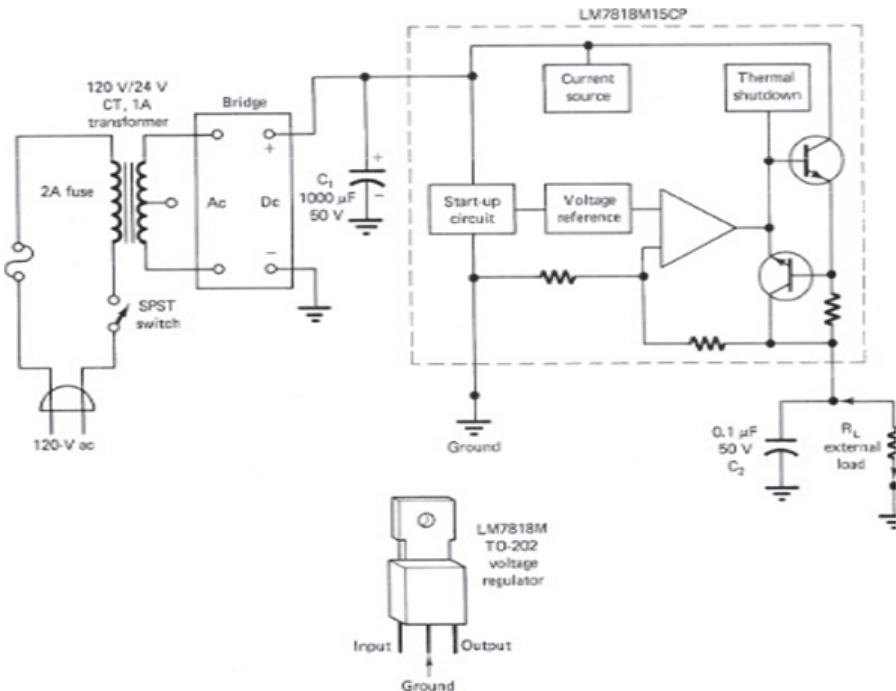 LM7818M15CP
120 V/24 V
CT, 1A
transformer
Bridge
Current
source
Thermal
shutdown
2A fuse
+
Ac
Dc
−
C1
1000 µF
50 V
+
−
Start-up
circuit
Voltage
reference
SPST
switch
120-V ac
Ground
0.1 µF
50 V
C2
RL
external
load
LM7818M
TO-202
voltage
regulator
Input
Output
Ground